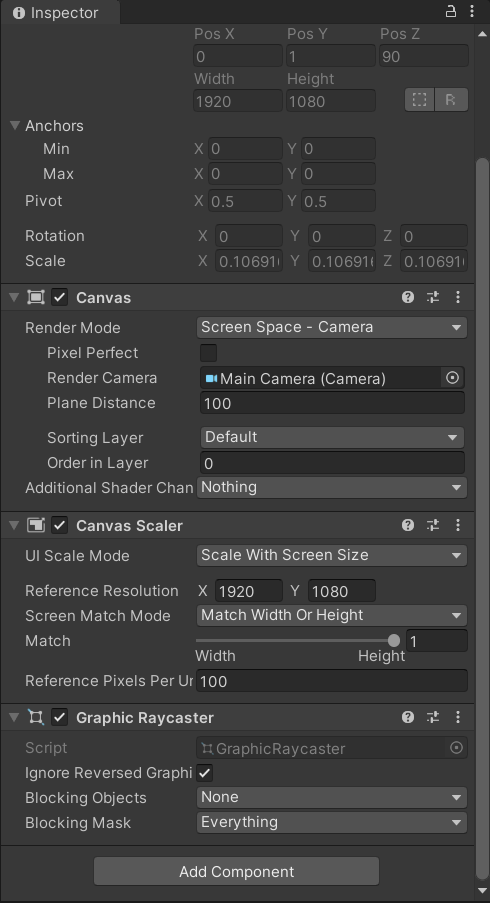 Inspector
Pos X Pos Y Pos Z
0 1 90
Width Height
1920 1080 R
Anchors
Min X 0 Y 0
Max X 0 Y 0
Pivot X 0.5 Y 0.5
Rotation X 0 Y 0 Z 0
Scale X 0.10691 Y 0.10691 Z 0.10691
Canvas
Render Mode Screen Space - Camera
Pixel Perfect
Render Camera Main Camera (Camera)
Plane Distance 100
Sorting Layer Default
Order in Layer 0
Additional Shader Chan Nothing
Canvas Scaler
UI Scale Mode Scale With Screen Size
Reference Resolution X 1920 Y 1080
Screen Match Mode Match Width Or Height
Match 1
Width Height
Reference Pixels Per Ur 100
Graphic Raycaster
Script GraphicRaycaster
Ignore Reversed Graphi
Blocking Objects None
Blocking Mask Everything
Add Component